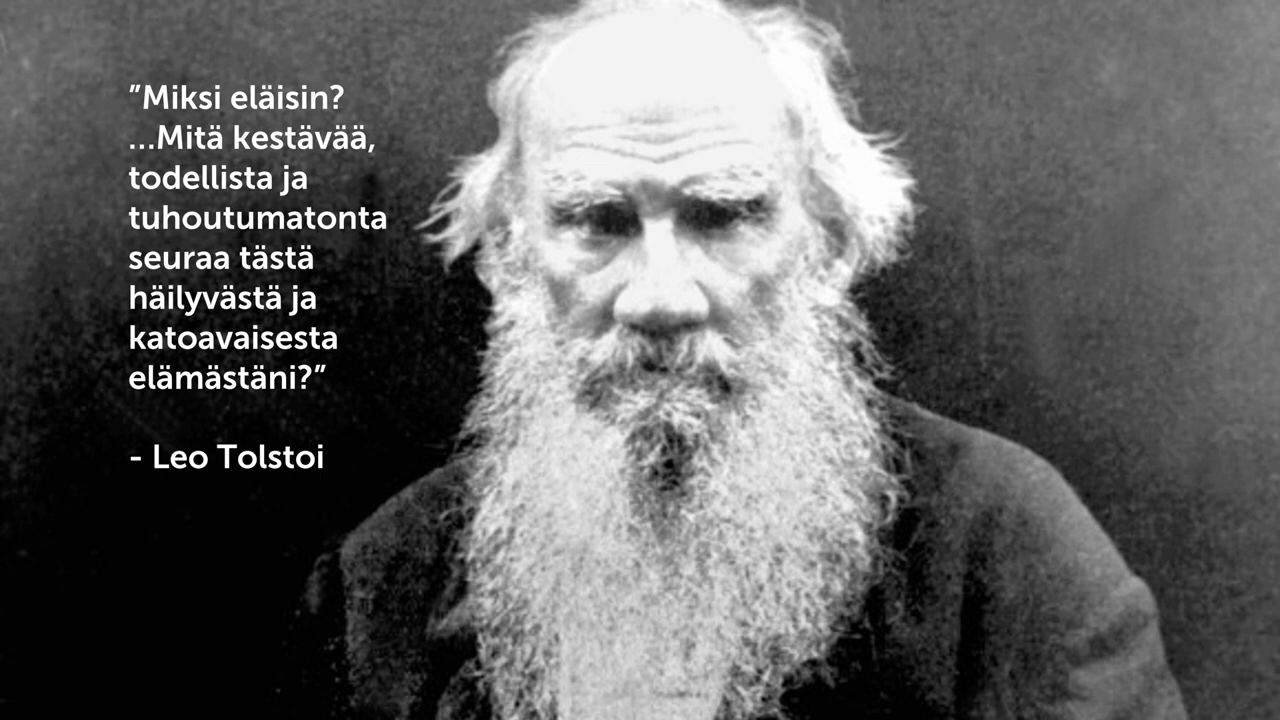 ”Miksi eläisin?
...Mitä kestävää,
todellista ja
tuhoutumatonta
seuraa tästä
häilyvästä ja
katoavaisesta
elämästäni?”
- Leo Tolstoi